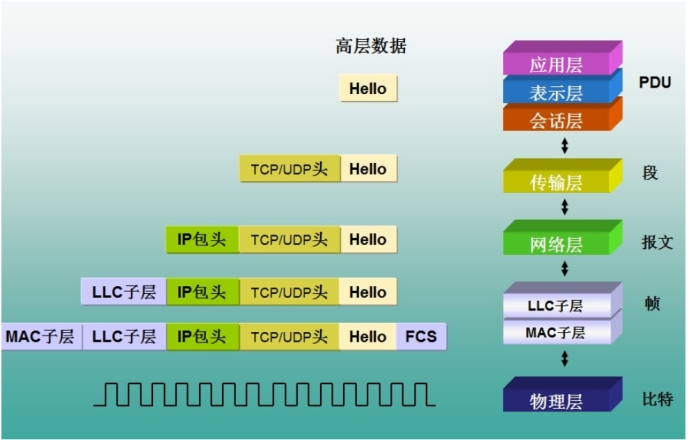 高层数据
应用层
Hello
表示层
PDU
会话层
TCP/UDP头 Hello
传输层
段
IP包头 TCP/UDP头 Hello
网络层
报文
LLC子层 IP包头 TCP/UDP头 Hello
LLC子层
帧
MAC子层 LLC子层 IP包头 TCP/UDP头 Hello FCS
MAC子层
物理层
比特